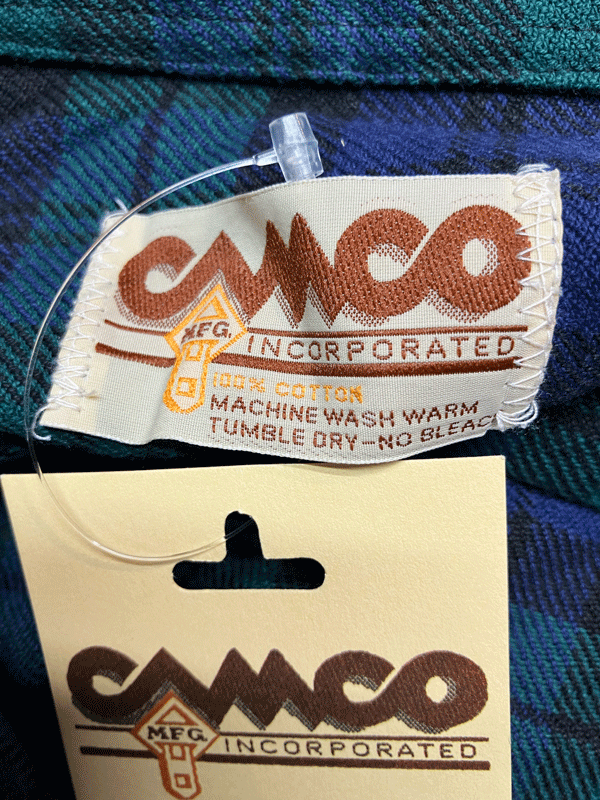 CAMCO
MFG.
INCORPORATED
100% COTTON
MACHINE WASH WARM
TUMBLE DRY-NO BLEAC
CAMCO
MFG.
INCORPORATED